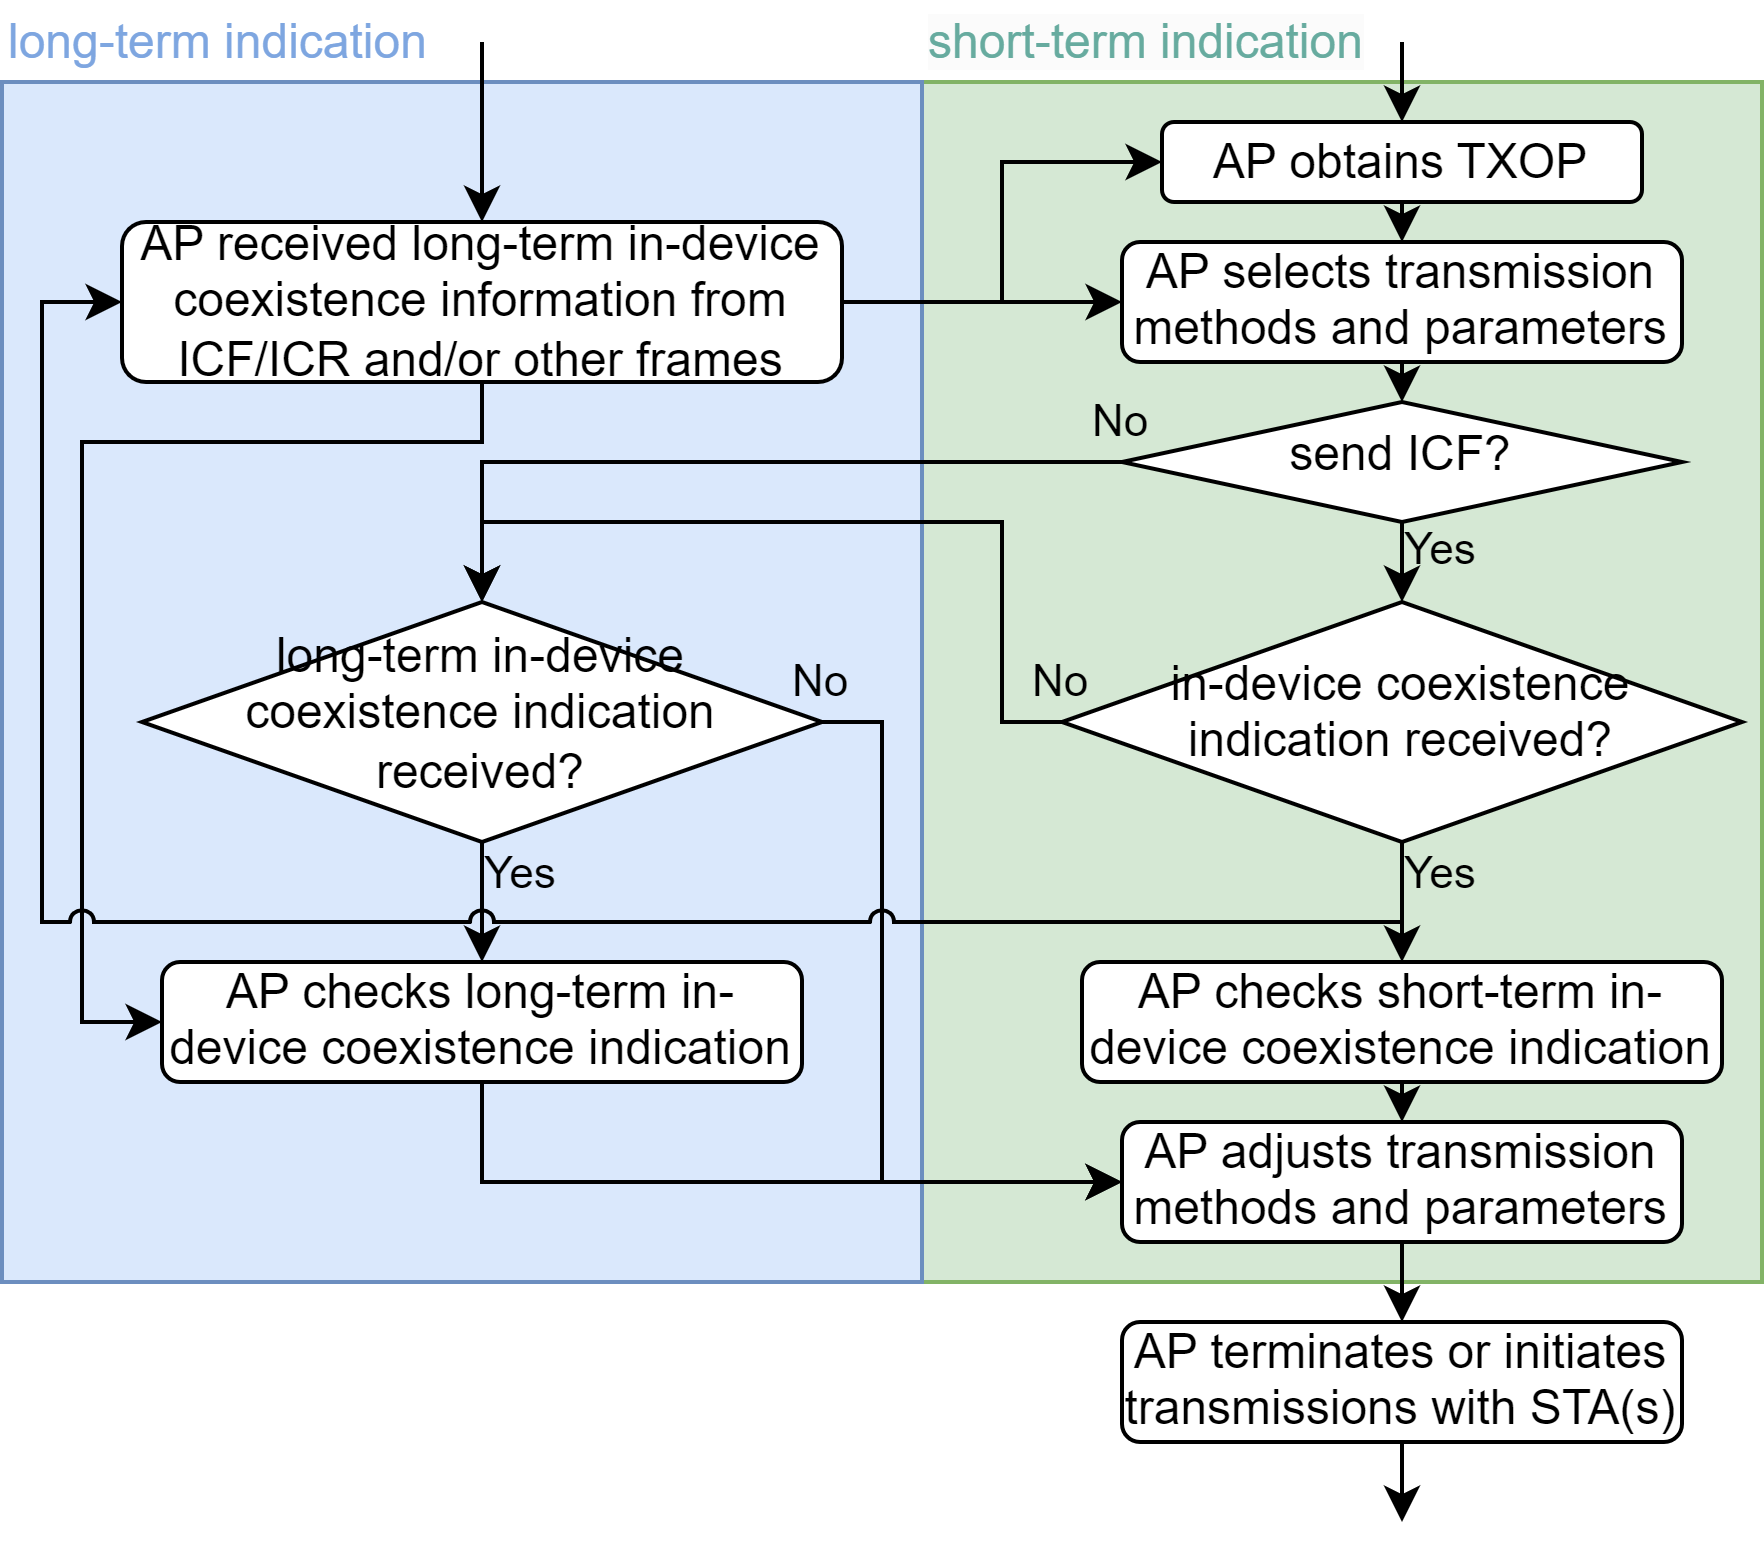 long-term indication
short-term indication
AP obtains TXOP
AP received long-term in-device
coexistence information from
ICF/ICR and/or other frames
AP selects transmission
methods and parameters
No
send ICF?
Yes
long-term in-device
coexistence indication
received?
No
No
in-device coexistence
indication received?
Yes
Yes
AP checks long-term in-
device coexistence indication
AP checks short-term in-
device coexistence indication
AP adjusts transmission
methods and parameters
AP terminates or initiates
transmissions with STA(s)